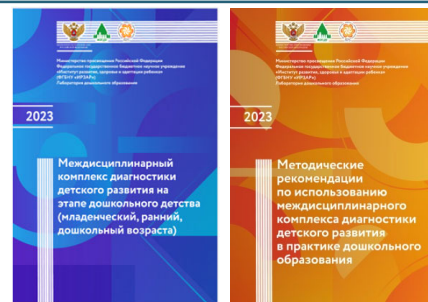 Министерство просвещения Российской Федерации
Федеральное государственное бюджетное научное учреждение
«Институт развития, здоровья и адаптации ребенка»
(ФГБНУ «ИРЗАР»)
Лаборатория дошкольного образования
2023
Междисциплинарный
комплекс диагностики
детского развития на
этапе дошкольного детства
(младенческий, ранний,
дошкольный возраста)
Министерство просвещения Российской Федерации
Федеральное государственное бюджетное научное учреждение
«Институт развития, здоровья и адаптации ребенка»
(ФГБНУ «ИРЗАР»)
Лаборатория дошкольного образования
2023
Методические
рекомендации
по использованию
междисциплинарного
комплекса диагностики
детского развития
в практике дошкольного
образования